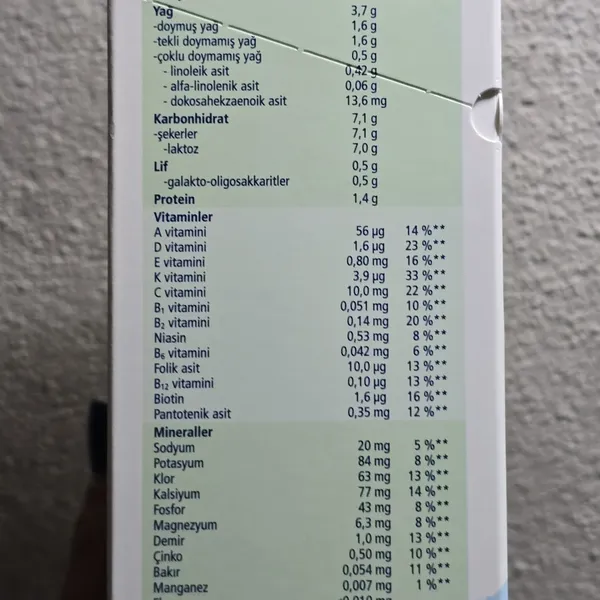 Yağ 3,7 g
-doymuş yağ 1,6 g
-tekli doymamış yağ 1,6 g
-çoklu doymamış yağ 0,5 g
- linoleik asit 0,42 g
- alfa-linolenik asit 0,06 g
- dokosahekzaenoik asit 13,6 mg
Karbonhidrat 7,1 g
-şekerler 7,1 g
-laktoz 7,0 g
Lif 0,5 g
-galakto-oligosakkaritler 0,5 g
Protein 1,4 g
Vitaminler
A vitamini 56 µg 14 %**
D vitamini 1,6 µg 23 %**
E vitamini 0,80 mg 16 %**
K vitamini 3,9 µg 33 %**
C vitamini 10,0 mg 22 %**
B₁ vitamini 0,051 mg 10 %**
B₂ vitamini 0,14 mg 20 %**
Niasin 0,53 mg 8 %**
B₆ vitamini 0,042 mg 6 %**
Folik asit 10,0 µg 13 %**
B₁₂ vitamini 0,10 µg 13 %**
Biotin 1,6 µg 16 %**
Pantotenik asit 0,35 mg 12 %**
Mineraller
Sodyum 20 mg 5 %**
Potasyum 84 mg 8 %**
Klor 63 mg 13 %**
Kalsiyum 77 mg 14 %**
Fosfor 43 mg 8 %**
Magnezyum 6,3 mg 8 %**
Demir 1,0 mg 13 %**
Çinko 0,50 mg 10 %**
Bakır 0,054 mg 11 %**
Manganez 0,007 mg 1 %**